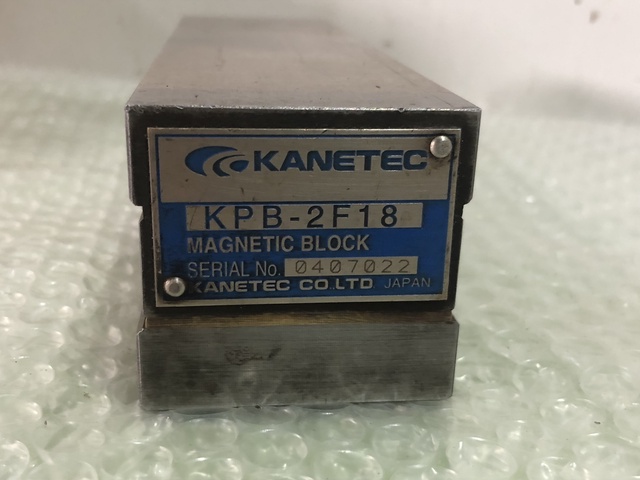 KANETEC
KPB-2F18
MAGNETIC BLOCK
SERIAL No. 0407022
KANETEC CO.LTD JAPAN